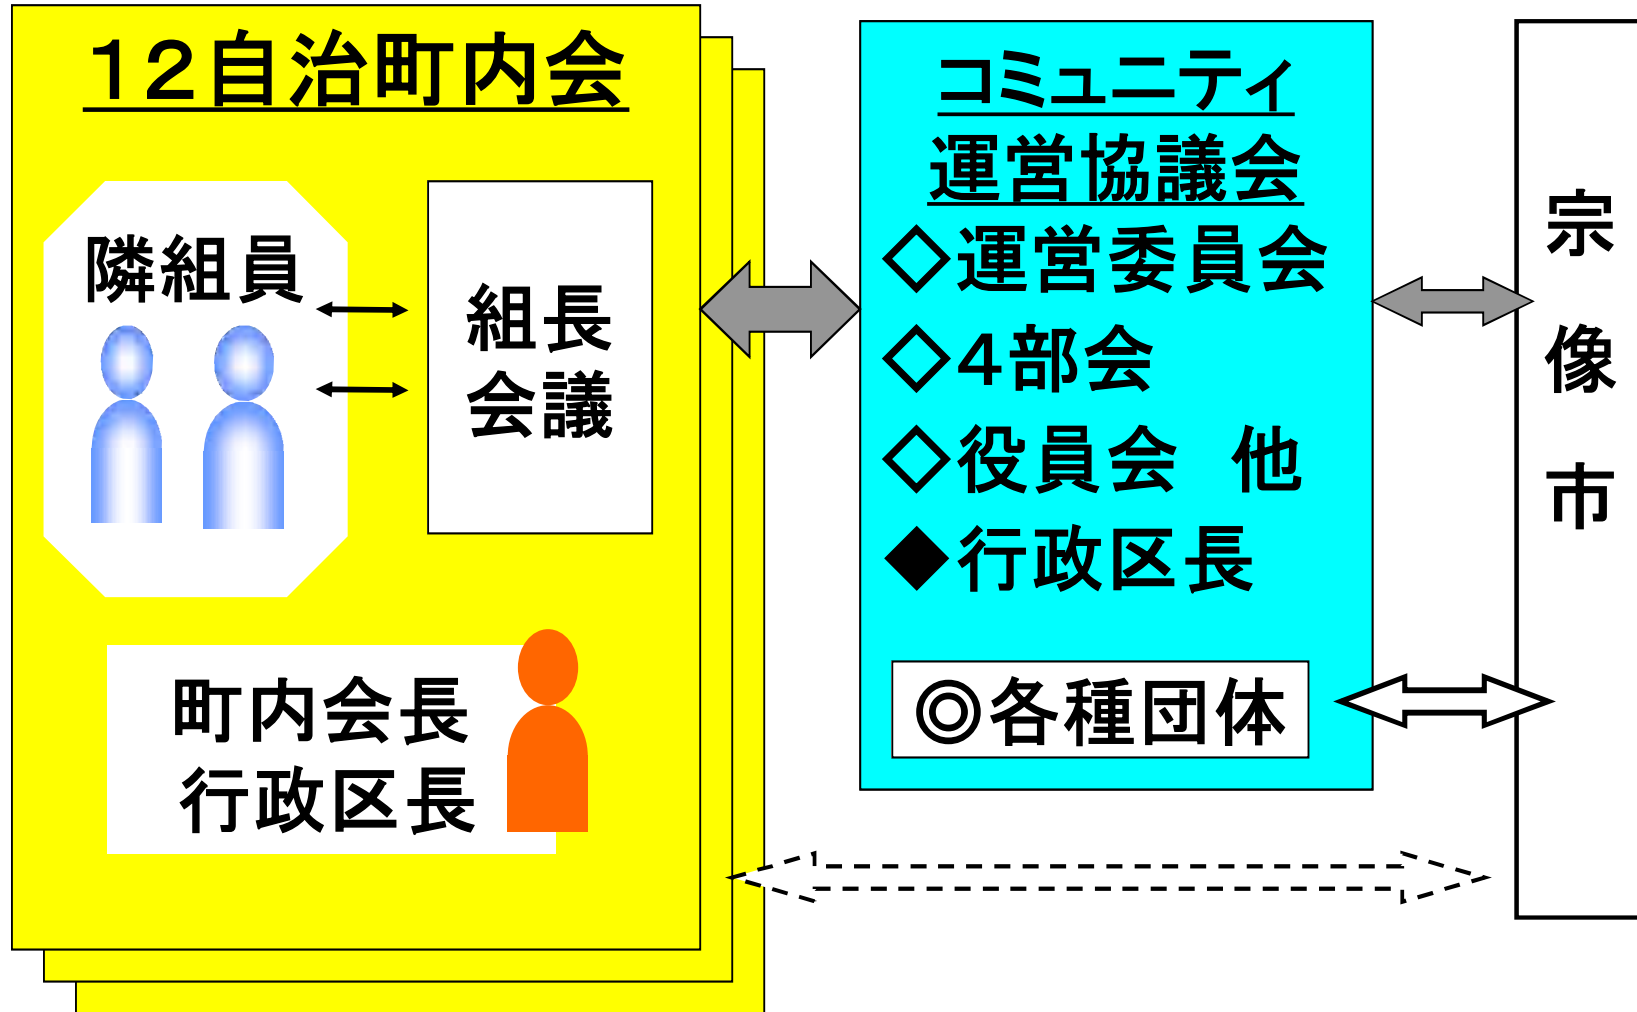 １２自治町内会
隣組員
組長
会議
町内会長
行政区長
コミュニティ
運営協議会
◇運営委員会
◇４部会
◇役員会　他
◆行政区長
◎各種団体
宗像市